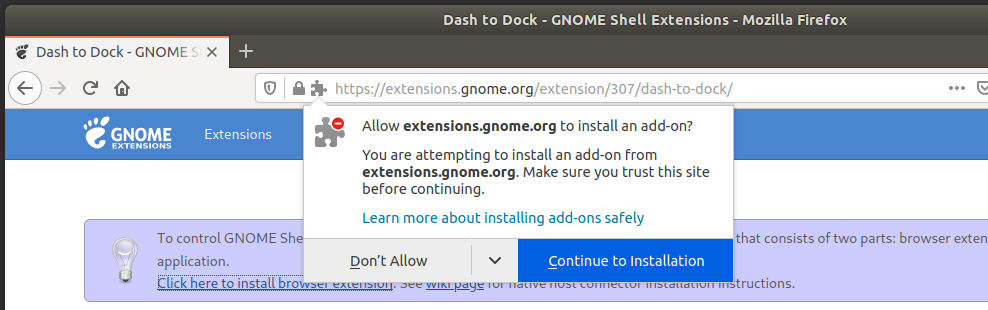 Dash to Dock - GNOME Shell Extensions - Mozilla Firefox
Dash to Dock - GNOME S
https://extensions.gnome.org/extension/307/dash-to-dock/
GNOME
EXTENSIONS
Extensions
Allow extensions.gnome.org to install an add-on?
You are attempting to install an add-on from
extensions.gnome.org. Make sure you trust this site
before continuing.
Learn more about installing add-ons safely
Don't Allow
Continue to Installation
To control GNOME She that consists of two parts: browser exten
application.
Click here to install browser extension. See wiki page for native host connector installation instructions.